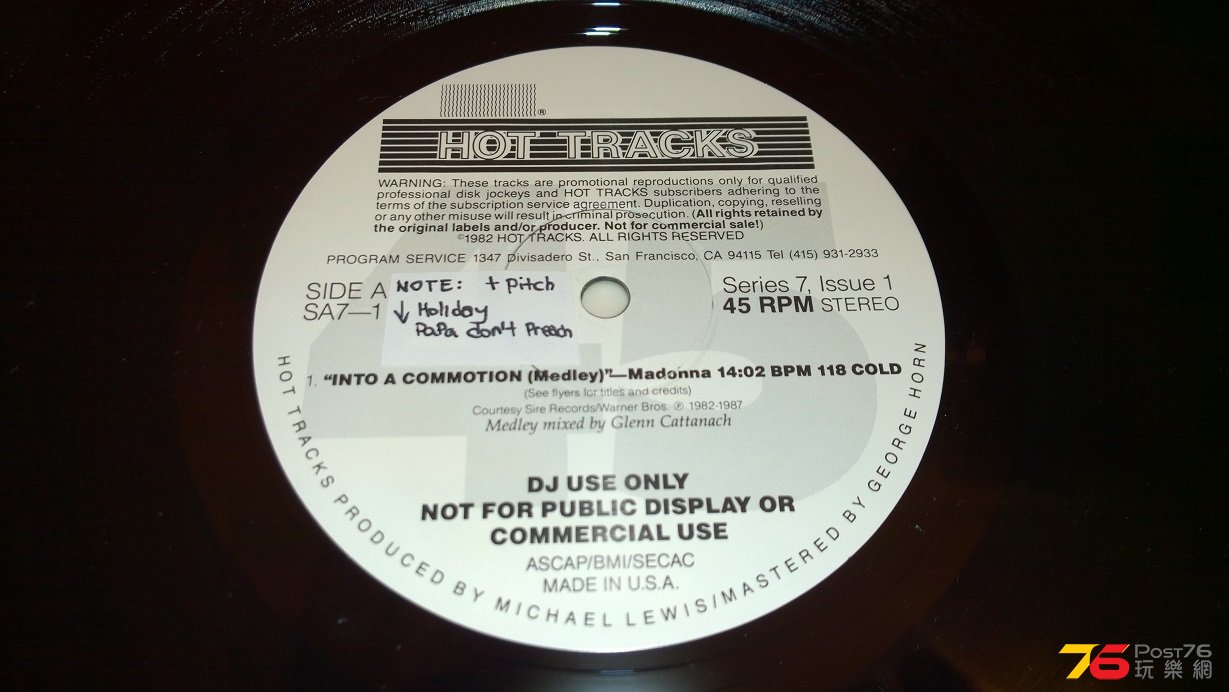 ®
HOT TRACKS
WARNING: These tracks are promotional reproductions only for qualified
professional disk jockeys and HOT TRACKS subscribers adhering to the
terms of the subscription service agreement. Duplication, copying, reselling
or any other misuse will result in criminal prosecution. (All rights retained by
the original labels and/or producer. Not for commercial sale!)
©1982 HOT TRACKS. ALL RIGHTS RESERVED
PROGRAM SERVICE 1347 Divisadero St., San Francisco, CA 94115 Tel (415) 931-2933
SIDE A
SA7—1
NOTE: + Pitch
↓ Holiday
Papa Don't Preach
Series 7, Issue 1
45 RPM STEREO
1. “INTO A COMMOTION (Medley)”—Madonna 14:02 BPM 118 COLD
(See flyers for titles and credits)
Courtesy Sire Records/Warner Bros. ℗ 1982-1987
Medley mixed by Glenn Cattanach
DJ USE ONLY
NOT FOR PUBLIC DISPLAY OR
COMMERCIAL USE
ASCAP/BMI/SECAC
MADE IN U.S.A.
HOT TRACKS PRODUCED BY MICHAEL LEWIS/MASTERED BY GEORGE HORN
45
76 Post76
玩樂網